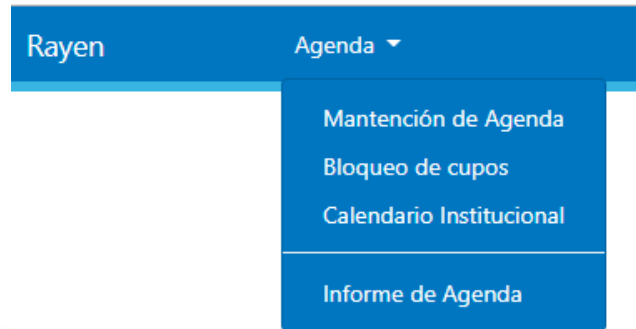 Rayen
Agenda
Mantención de Agenda
Bloqueo de cupos
Calendario Institucional
Informe de Agenda